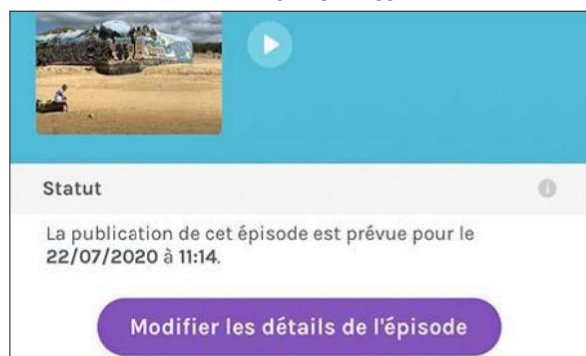 Statut
La publication de cet épisode est prévue pour le
22/07/2020 à 11:14.
Modifier les détails de l'épisode